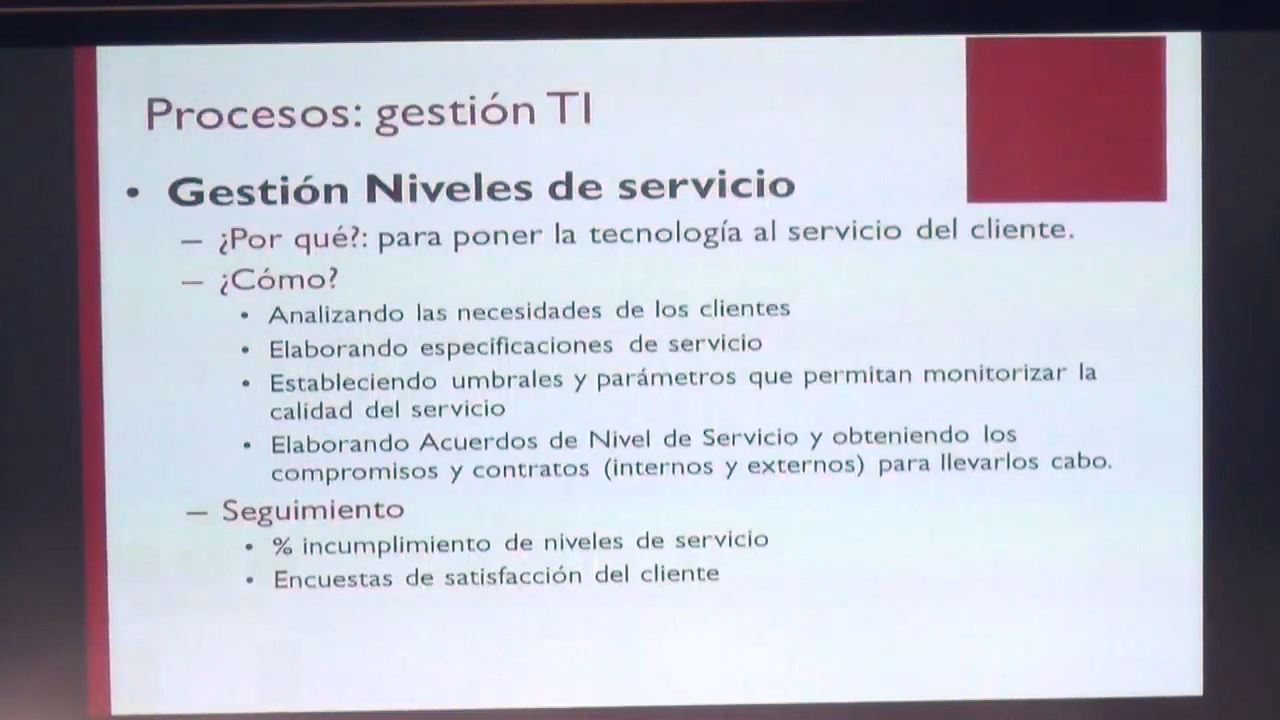 Procesos: gestión TI
• Gestión Niveles de servicio
– ¿Por qué?: para poner la tecnología al servicio del cliente.
– ¿Cómo?
• Analizando las necesidades de los clientes
• Elaborando especificaciones de servicio
• Estableciendo umbrales y parámetros que permitan monitorizar la
calidad del servicio
• Elaborando Acuerdos de Nivel de Servicio y obteniendo los
compromisos y contratos (internos y externos) para llevarlos cabo.
– Seguimiento
• % incumplimiento de niveles de servicio
• Encuestas de satisfacción del cliente